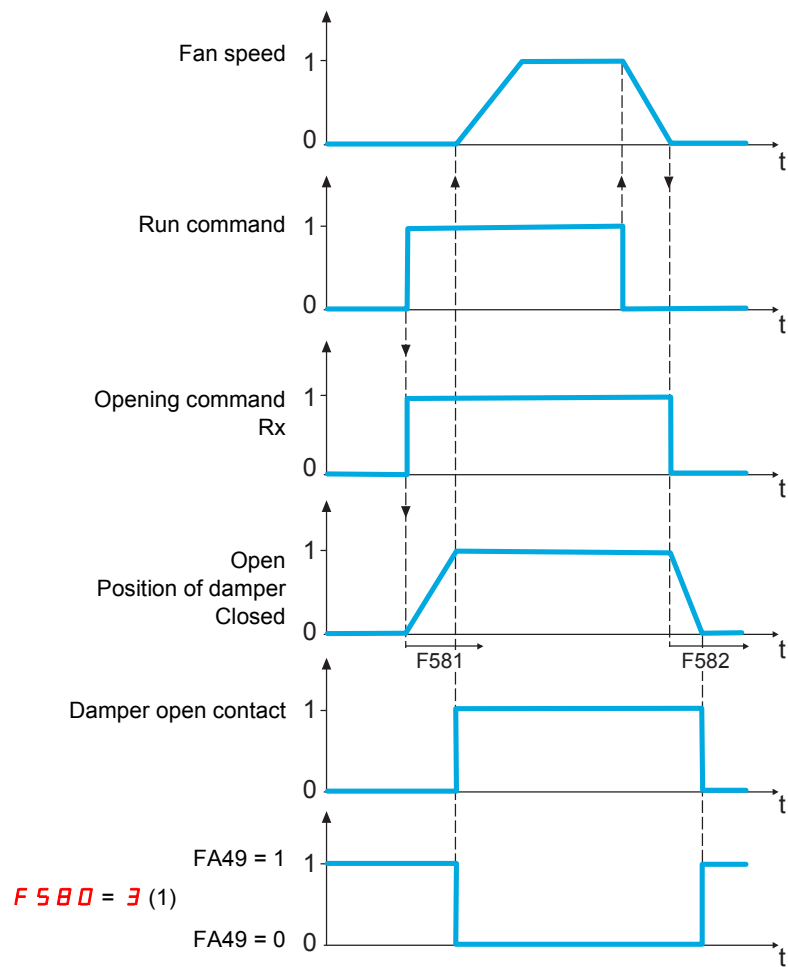 Fan speed
1
0
t
Run command
1
0
t
Opening command
Rx
1
0
t
Open
Position of damper
Closed
1
0
t
F581
F582
Damper open contact
1
0
t
FA49 = 1
1
F580 = 3 (1)
FA49 = 0
0
t